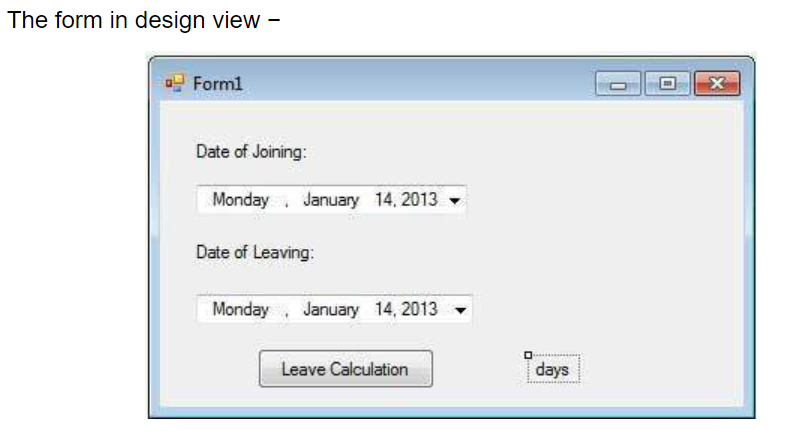 The form in design view −
Form1
Date of Joining:
Monday , January 14, 2013
Date of Leaving:
Monday , January 14, 2013
Leave Calculation days